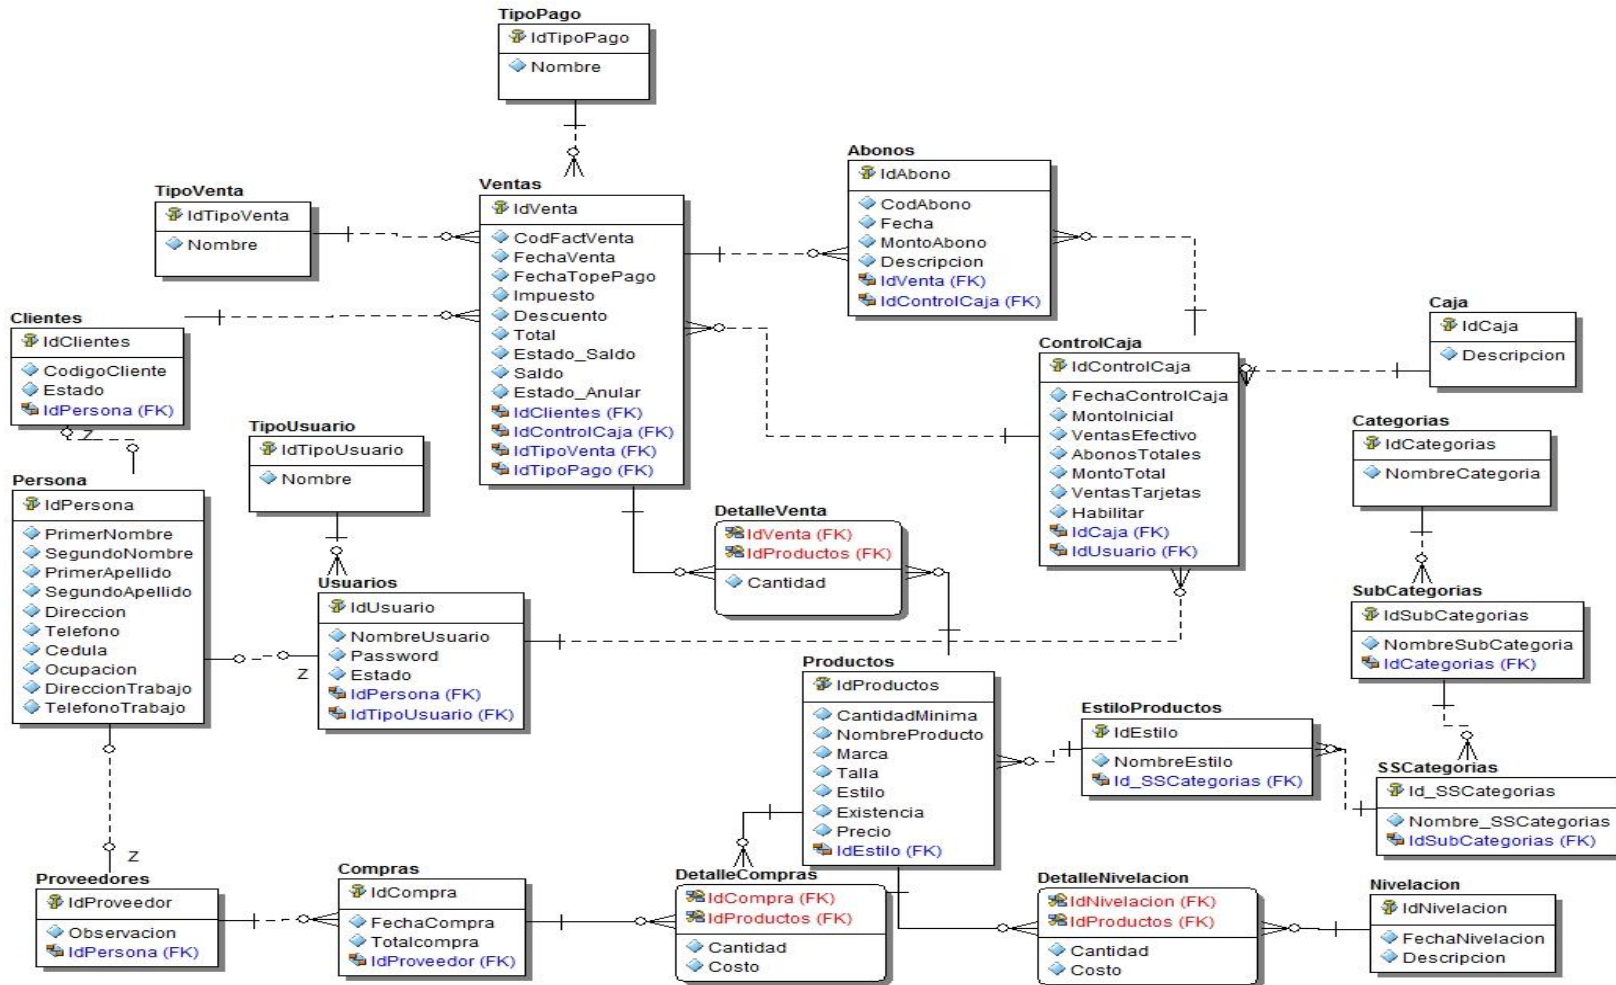 TipoPago
IdTipoPago
Nombre
TipoVenta
IdTipoVenta
Nombre
Ventas
IdVenta
CodFactVenta
FechaVenta
FechaTopePago
Impuesto
Descuento
Total
Estado_Saldo
Saldo
Estado_Anular
IdClientes (FK)
IdControlCaja (FK)
IdTipoVenta (FK)
IdTipoPago (FK)
Abonos
IdAbono
CodAbono
Fecha
MontoAbono
Descripcion
IdVenta (FK)
IdControlCaja (FK)
Clientes
IdClientes
CodigoCliente
Estado
IdPersona (FK)
Z
Caja
IdCaja
Descripcion
ControlCaja
IdControlCaja
FechaControlCaja
MontoInicial
VentasEfectivo
AbonosTotales
MontoTotal
VentasTarjetas
Habilitar
IdCaja (FK)
IdUsuario (FK)
TipoUsuario
IdTipoUsuario
Nombre
Categorias
IdCategorias
NombreCategoria
Persona
IdPersona
PrimerNombre
SegundoNombre
PrimerApellido
SegundoApellido
Direccion
Telefono
Cedula
Ocupacion
DireccionTrabajo
TelefonoTrabajo
DetalleVenta
IdVenta (FK)
IdProductos (FK)
Cantidad
Usuarios
IdUsuario
NombreUsuario
Password
Estado
IdPersona (FK)
IdTipoUsuario (FK)
Z
SubCategorias
IdSubCategorias
NombreSubCategoria
IdCategorias (FK)
Productos
IdProductos
CantidadMinima
NombreProducto
Marca
Talla
Estilo
Existencia
Precio
IdEstilo (FK)
EstiloProductos
IdEstilo
NombreEstilo
Id_SSCategorias (FK)
SSCategorias
Id_SSCategorias
Nombre_SSCategorias
IdSubCategorias (FK)
Z
Proveedores
IdProveedor
Observacion
IdPersona (FK)
Compras
IdCompra
FechaCompra
Totalcompra
IdProveedor (FK)
DetalleCompras
IdCompra (FK)
IdProductos (FK)
Cantidad
Costo
DetalleNivelacion
IdNivelacion (FK)
IdProductos (FK)
Cantidad
Costo
Nivelacion
IdNivelacion
FechaNivelacion
Descripcion